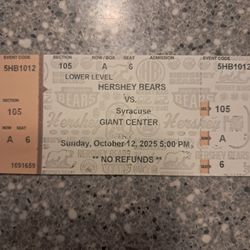 EVENT CODE SECTION ROW/BOX SEAT ADMISSION EVENT CODE
5HB1012 105 A 6 5HB1012
LOWER LEVEL
SECTION
105
HERSHEY BEARS
VS.
Syracuse
GIANT CENTER
105
ROW SEAT
A 6
A
Sunday, October 12, 2025 5:00 PM
** NO REFUNDS **
6
1691659